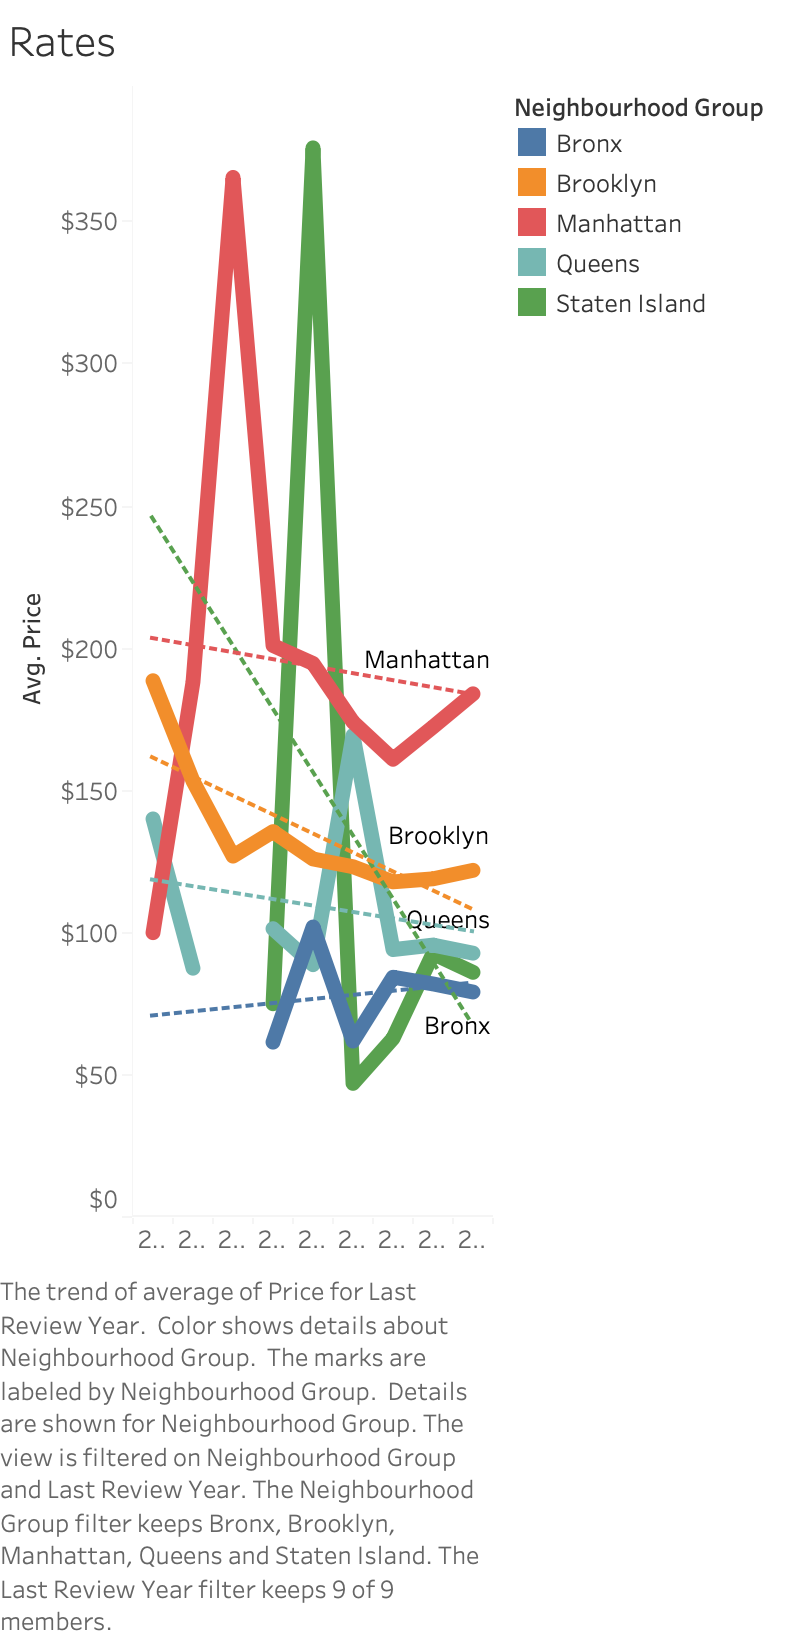 Rates
Neighbourhood Group
Bronx
Brooklyn
Manhattan
Queens
Staten Island
$350
$300
$250
$200
$150
$100
$50
$0
Avg. Price
Manhattan
Brooklyn
Queens
Bronx
2.. 2.. 2.. 2.. 2.. 2.. 2.. 2.. 2..
The trend of average of Price for Last
Review Year.  Color shows details about
Neighbourhood Group.  The marks are
labeled by Neighbourhood Group.  Details
are shown for Neighbourhood Group. The
view is filtered on Neighbourhood Group
and Last Review Year. The Neighbourhood
Group filter keeps Bronx, Brooklyn,
Manhattan, Queens and Staten Island. The
Last Review Year filter keeps 9 of 9
members.